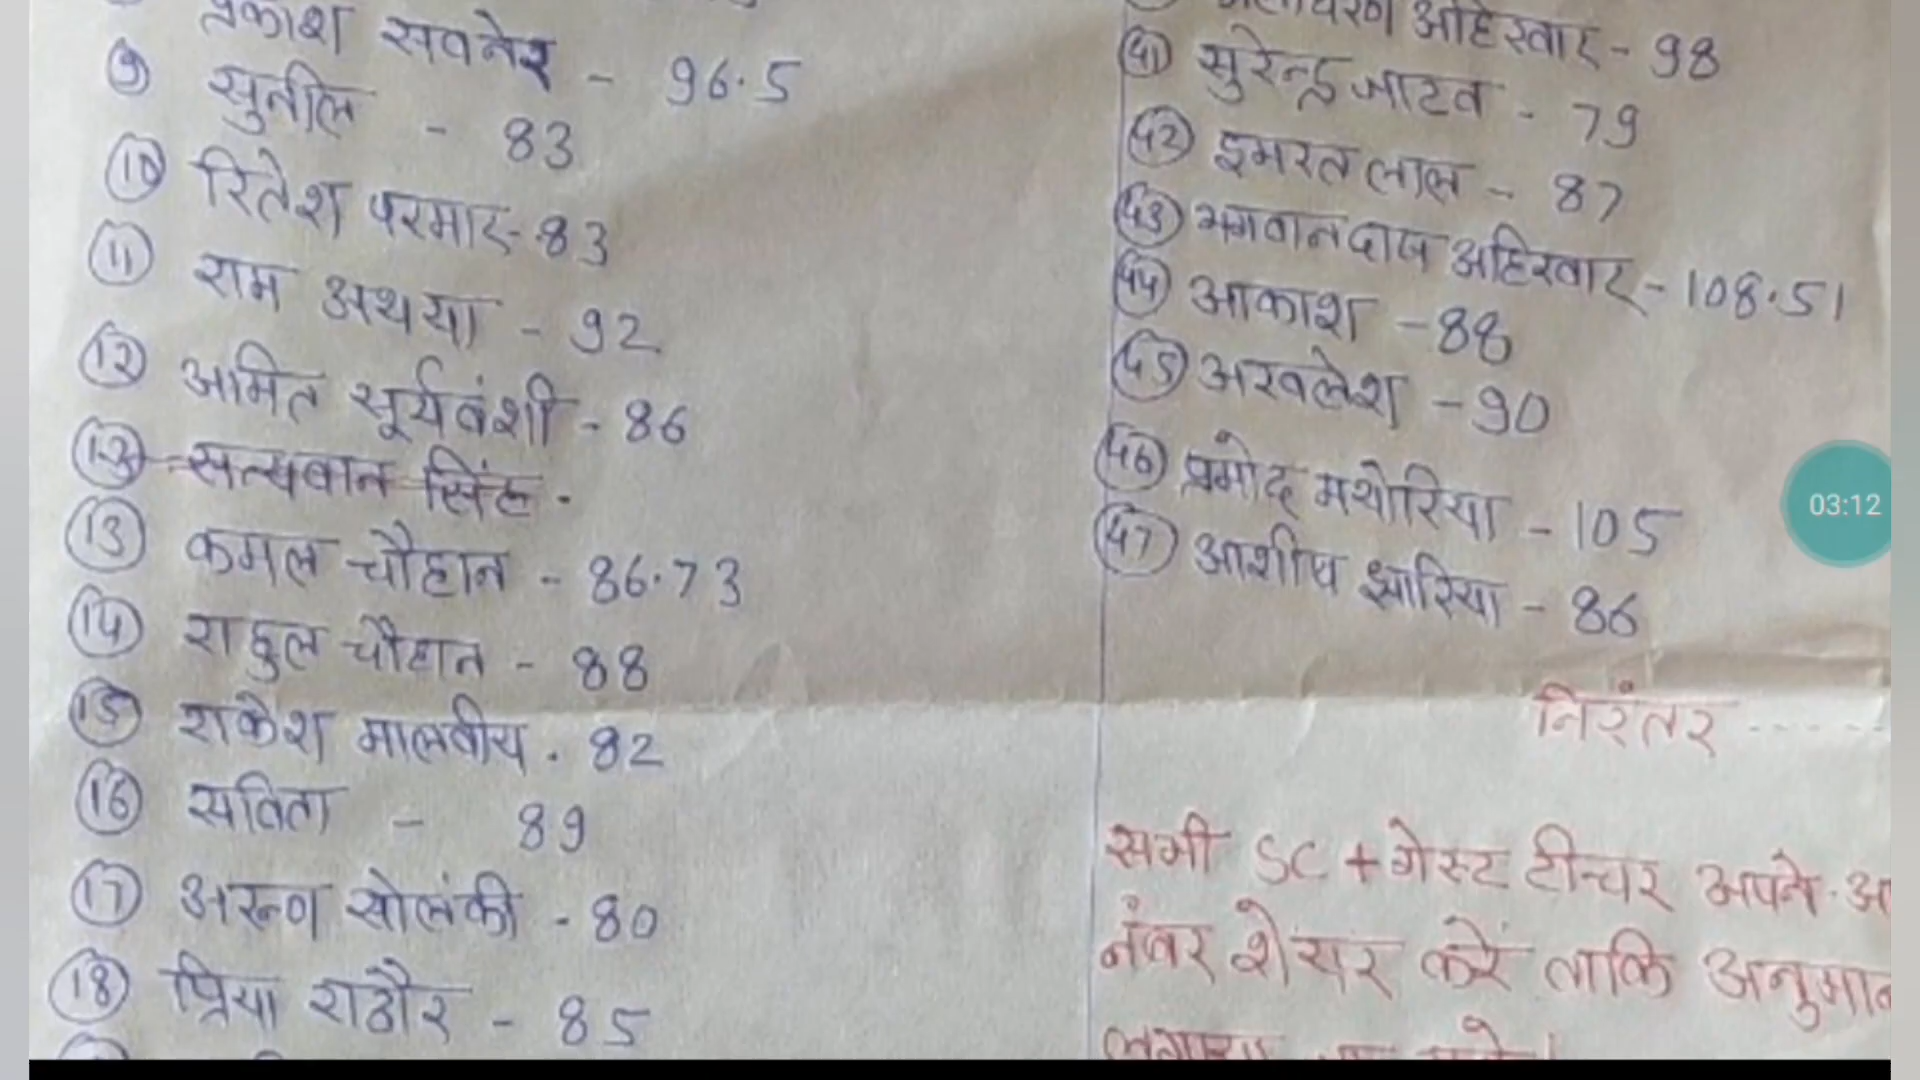 प्रकाश सवनेर - 96.5
9 सुनील - 83
10 रितेश परमार - 83
11 राम अथया - 92
12 अमित सूर्यवंशी - 86
13 सत्यवान सिंह -
13 कमल चौहान - 86.73
14 राहुल चौहान - 88
15 राकेश मालवीय - 82
16 सविता - 89
17 अरुण सोलंकी - 80
18 प्रिया राठौर - 85
अहिरवार - 98
41 सुरेन्द्र जाटव - 79
42 इमरत लाल - 87
43 भगवानदास अहिरवार - 108.51
44 आकाश - 88
45 अखलेश - 90
46 प्रमोद मथोरिया - 105
47 आशीष झारिया - 86
निरंतर ------
सभी SC + गेस्ट टीचर अपने
नंबर शेयर करें ताकि अनुमान
03:12